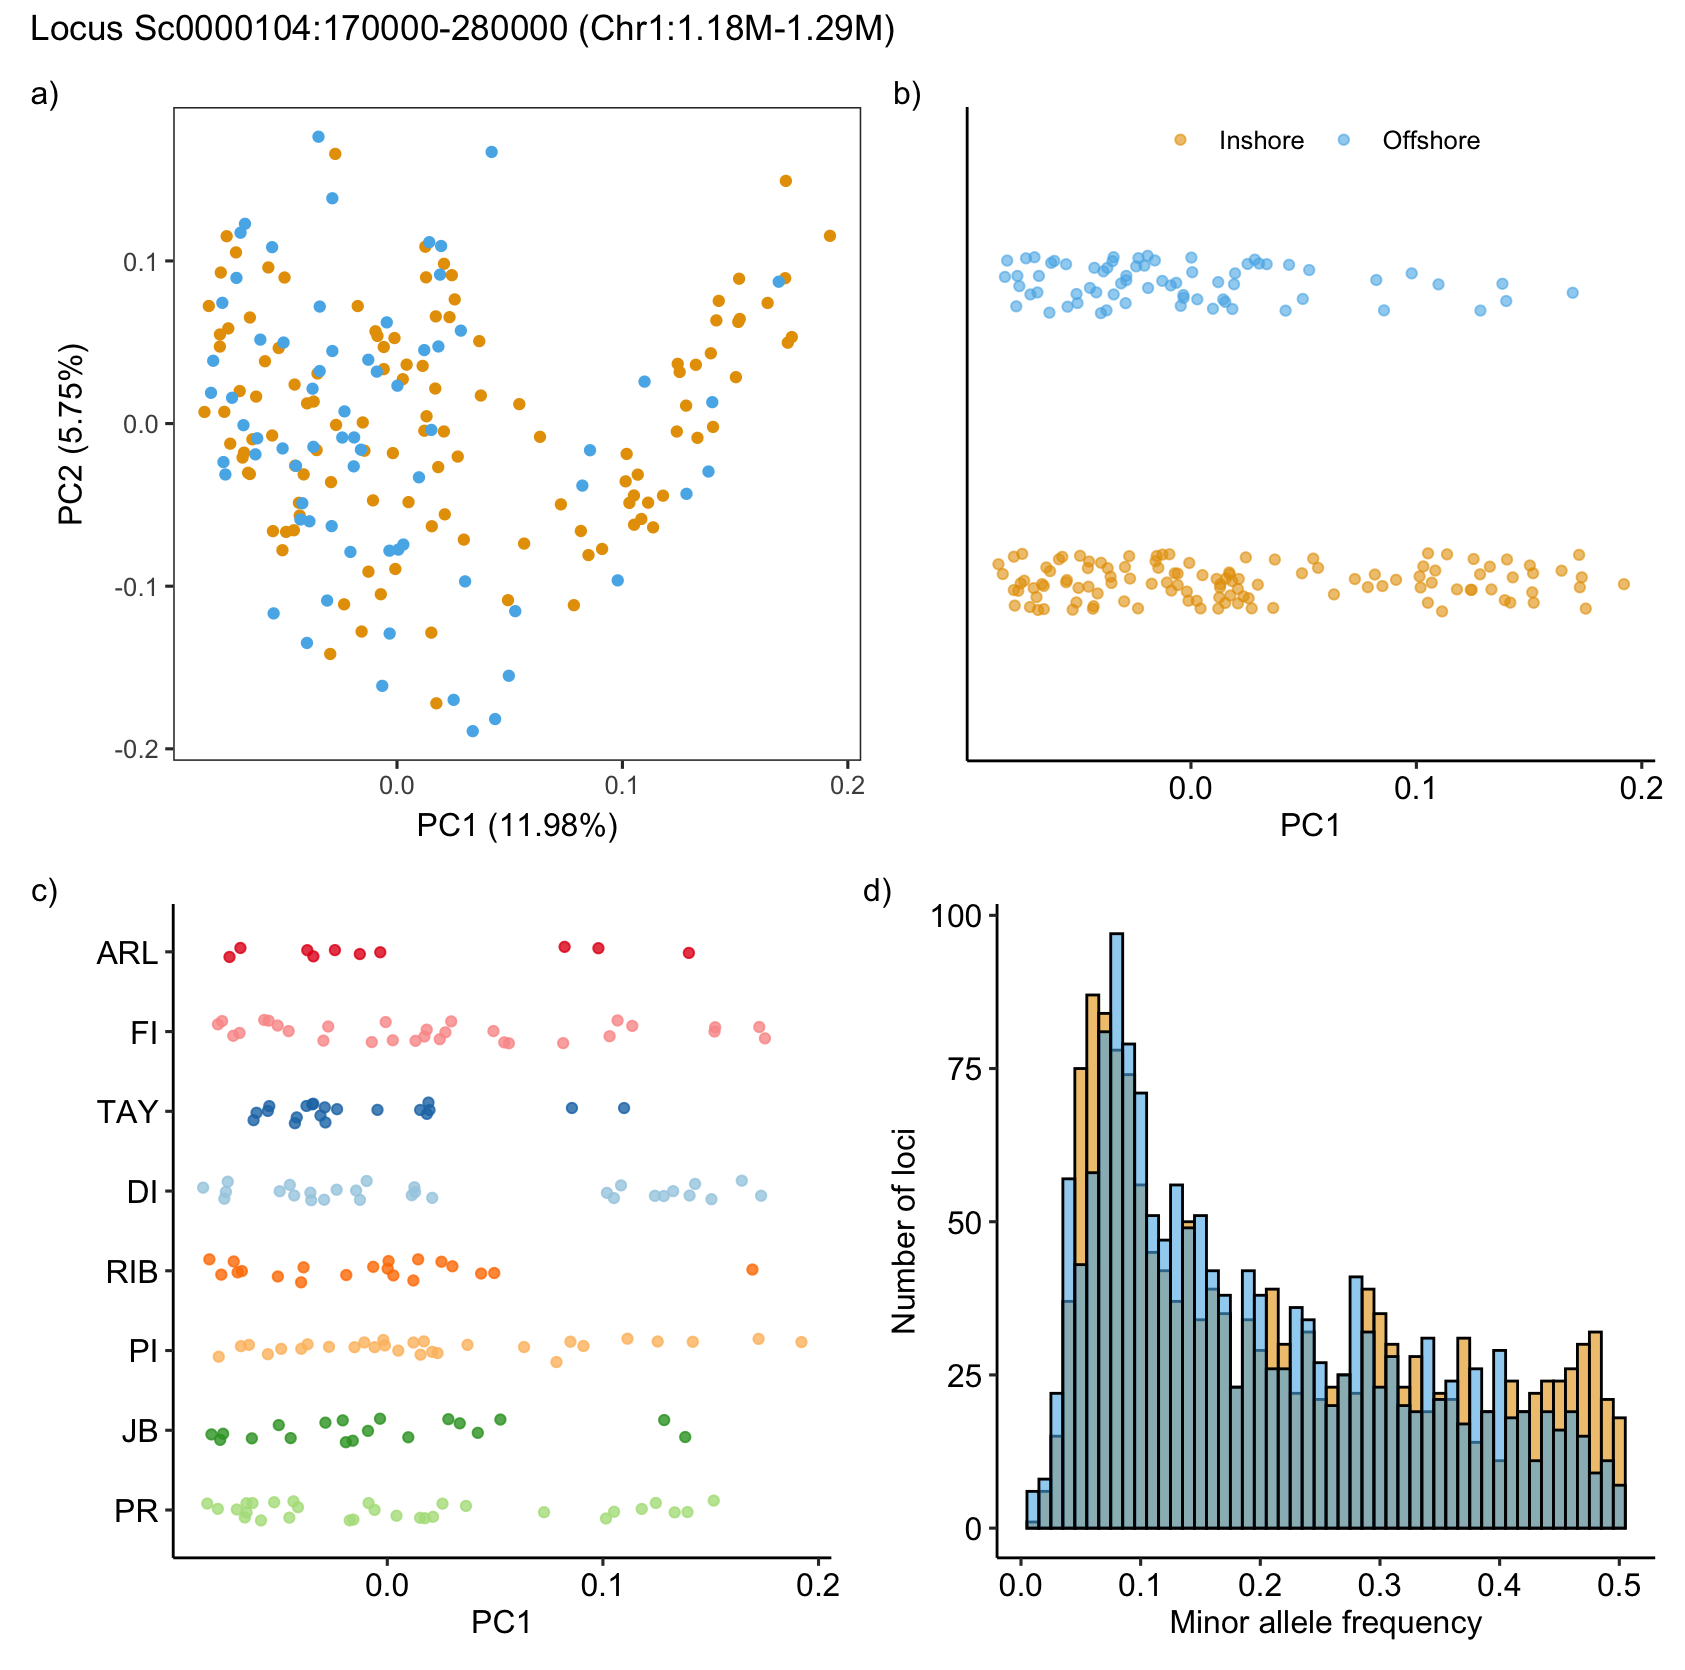 Locus Sc0000104:170000-280000 (Chr1:1.18M-1.29M)
a)
0.1
0.0
-0.1
-0.2
PC2 (5.75%)
0.0 0.1 0.2
PC1 (11.98%)
b)
Inshore Offshore
0.0 0.1 0.2
PC1
c)
ARL
FI
TAY
DI
RIB
PI
JB
PR
0.0 0.1 0.2
PC1
d)
100
75
50
25
0
Number of loci
0.0 0.1 0.2 0.3 0.4 0.5
Minor allele frequency